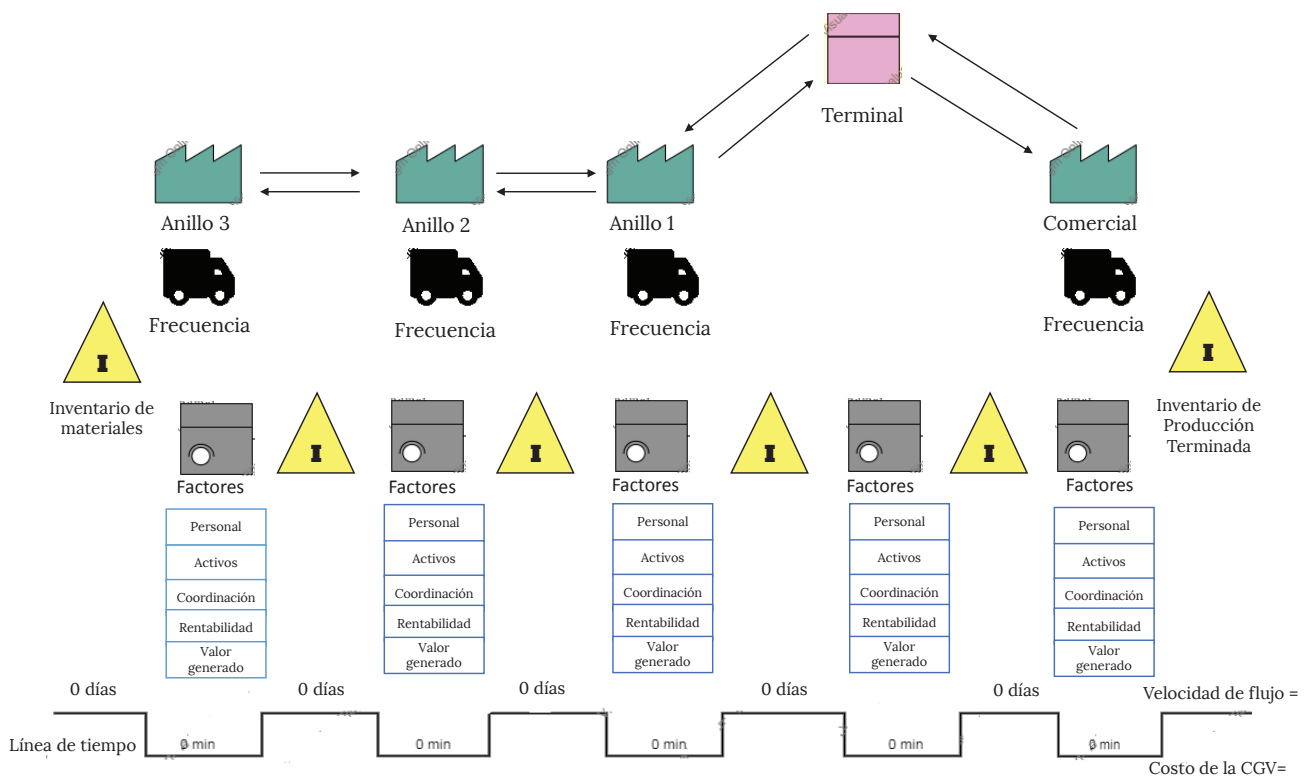 Terminal
Anillo 3
Anillo 2
Anillo 1
Comercial
Frecuencia
Frecuencia
Frecuencia
Frecuencia
I
I
Inventario de
materiales
Inventario de
Producción
Terminada
I
I
I
I
Factores
Factores
Factores
Factores
Factores
Personal
Personal
Personal
Personal
Personal
Activos
Activos
Activos
Activos
Activos
Coordinación
Coordinación
Coordinación
Coordinación
Coordinación
Rentabilidad
Rentabilidad
Rentabilidad
Rentabilidad
Rentabilidad
Valor
generado
Valor
generado
Valor
generado
Valor
generado
Valor
generado
0 días
0 días
0 días
0 días
0 días
Velocidad de flujo =
Línea de tiempo
0 min
0 min
0 min
0 min
0 min
Costo de la CGV=